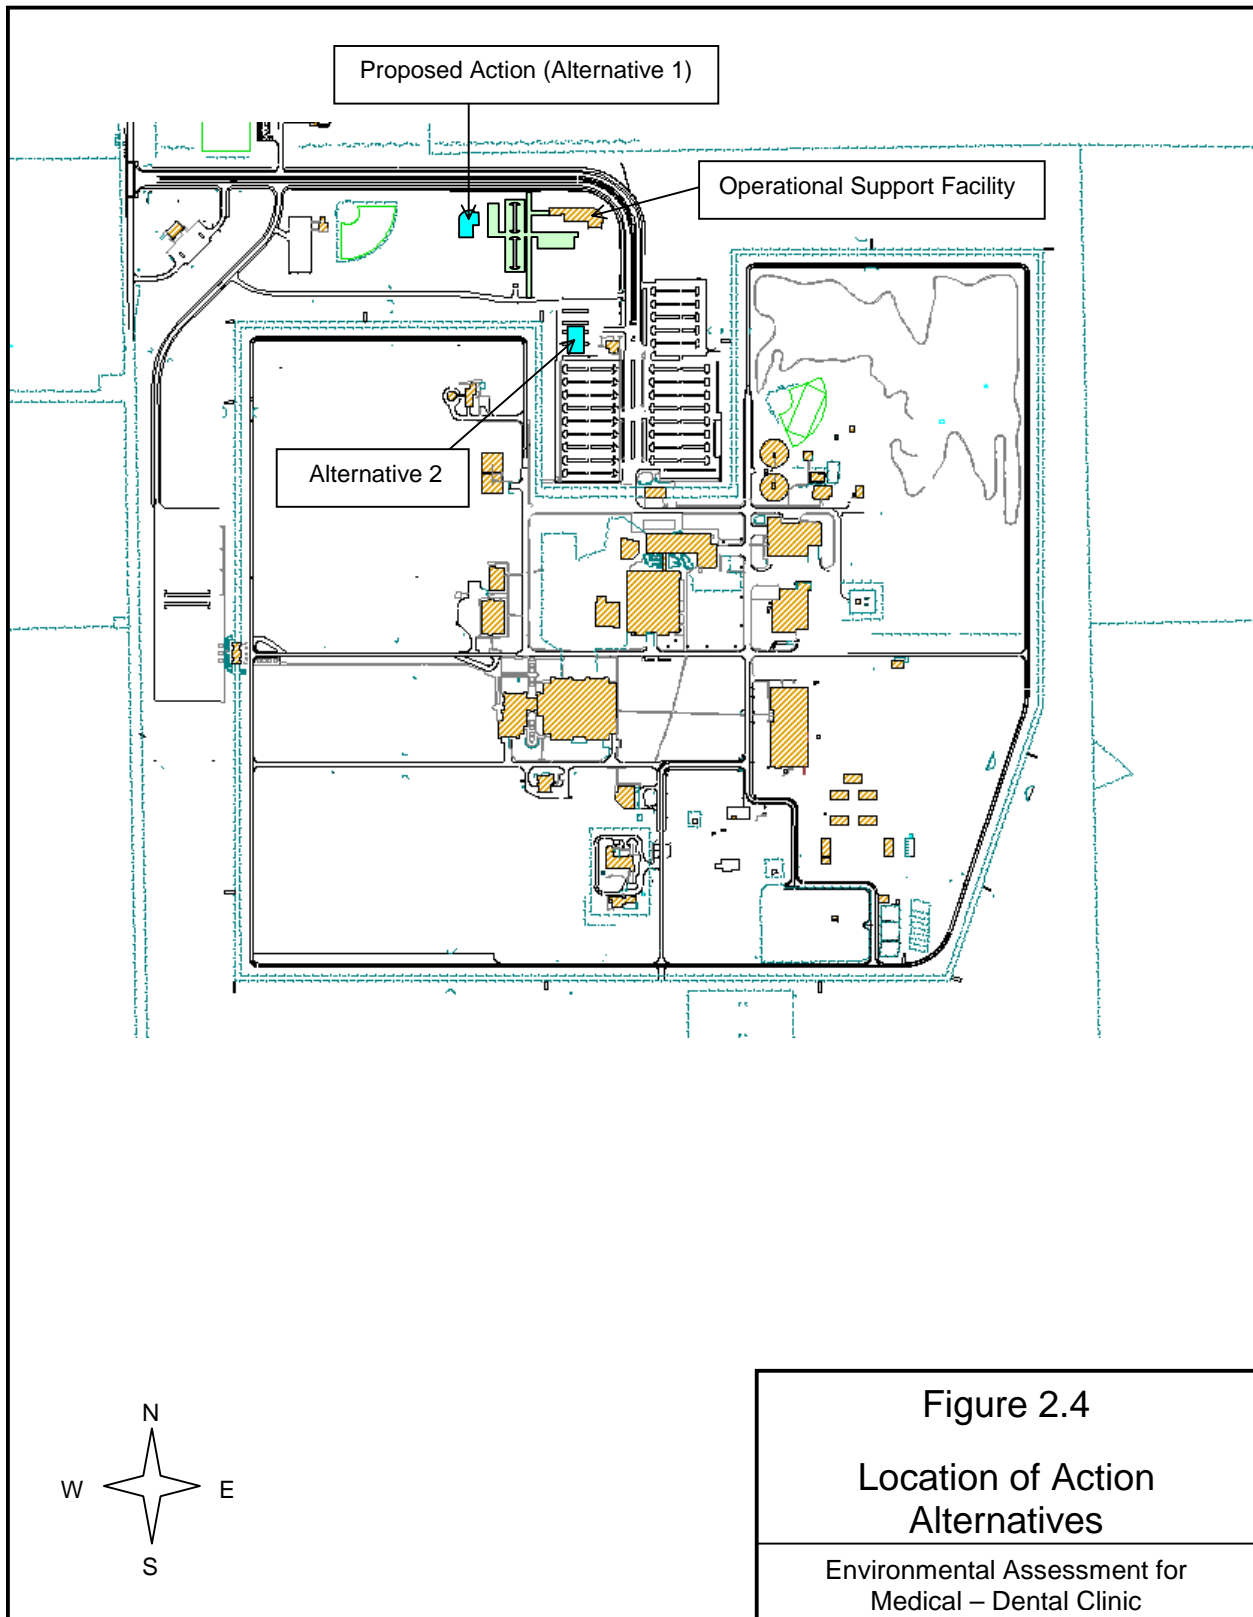 Proposed Action (Alternative 1)
Operational Support Facility
Alternative 2
N
W
E
S
Figure 2.4
Location of Action
Alternatives
Environmental Assessment for
Medical – Dental Clinic